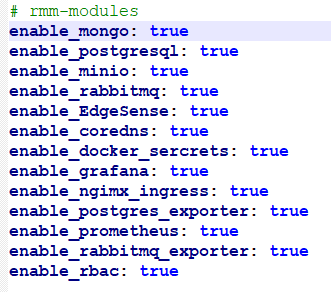 # rmm-modules
enable_mongo: true
enable_postgresql: true
enable_minio: true
enable_rabbitmq: true
enable_EdgeSense: true
enable_coredns: true
enable_docker_sercrets: true
enable_grafana: true
enable_ngimx_ingress: true
enable_postgres_exporter: true
enable_prometheus: true
enable_rabbitmq_exporter: true
enable_rbac: true